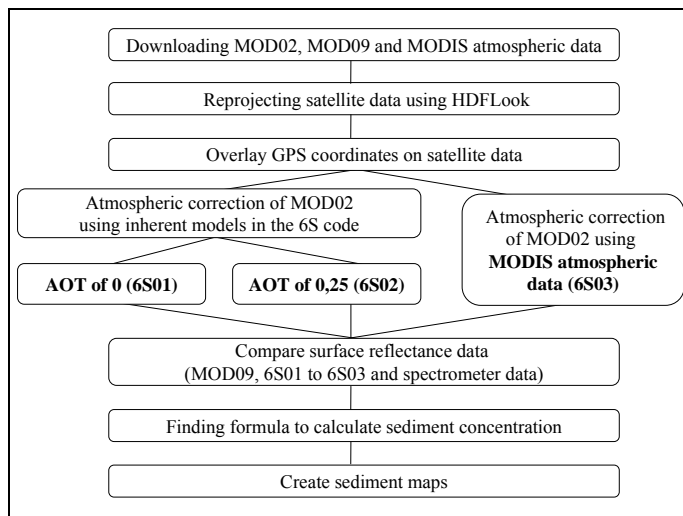 Downloading MOD02, MOD09 and MODIS atmospheric data
Reprojecting satellite data using HDFLook
Overlay GPS coordinates on satellite data
Atmospheric correction of MOD02
using inherent models in the 6S code
Atmospheric correction
of MOD02 using
MODIS atmospheric
data (6S03)
AOT of 0 (6S01)
AOT of 0,25 (6S02)
Compare surface reflectance data
(MOD09, 6S01 to 6S03 and spectrometer data)
Finding formula to calculate sediment concentration
Create sediment maps